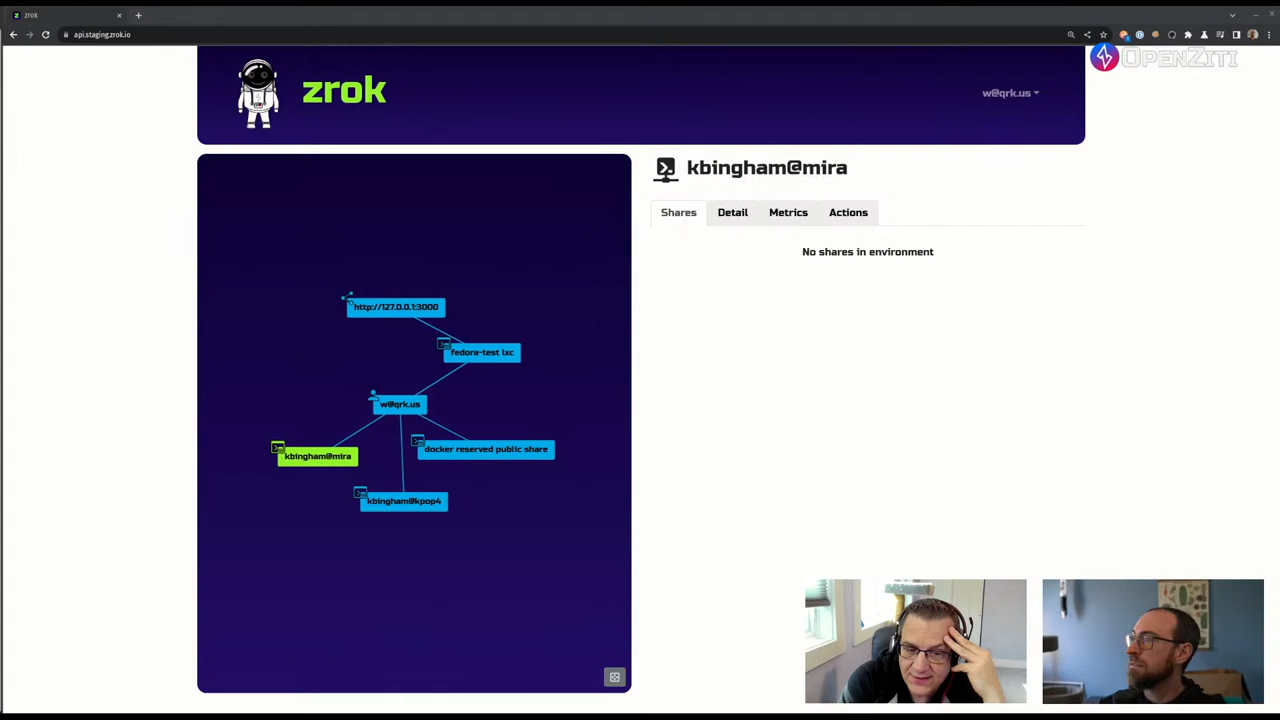 zrok
api.staging.zrok.io
OPENZITI
zrok
w@qrk.us
kbingham@mira
Shares
Detail
Metrics
Actions
No shares in environment
http://127.0.0.1:3000
fedora-test lxc
w@qrk.us
docker reserved public share
kbingham@mira
kbingham@kpop4